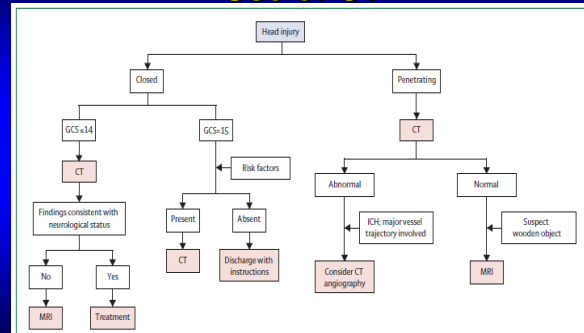 Head injury
Closed
Penetrating
GCS ≤14
GCS=15
CT
CT
Risk factors
Findings consistent with
neurological status
Present
Absent
Abnormal
Normal
ICH; major vessel
trajectory involved
Suspect
wooden object
No
Yes
CT
Discharge with
instructions
Consider CT
angiography
MRI
MRI
Treatment